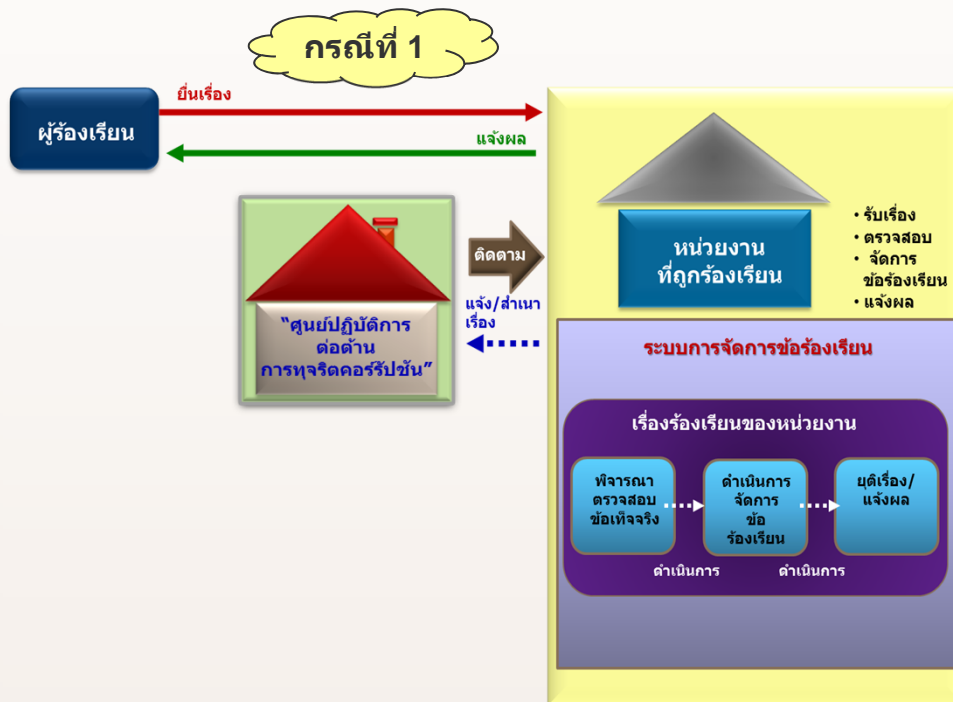 กรณีที่ 1
ยื่นเรื่อง
ผู้ร้องเรียน
แจ้งผล
หน่วยงาน
ที่ถูกร้องเรียน
• รับเรื่อง
• ตรวจสอบ
• จัดการ
ข้อร้องเรียน
• แจ้งผล
ติดตาม
แจ้ง/สำเนา
เรื่อง
“ศูนย์ปฏิบัติการ
ต่อต้าน
การทุจริตคอร์รัปชัน”
ระบบการจัดการข้อร้องเรียน
เรื่องร้องเรียนของหน่วยงาน
พิจารณา
ตรวจสอบ
ข้อเท็จจริง
ดำเนินการ
จัดการ
ข้อ
ร้องเรียน
ยุติเรื่อง/
แจ้งผล
ดำเนินการ
ดำเนินการ